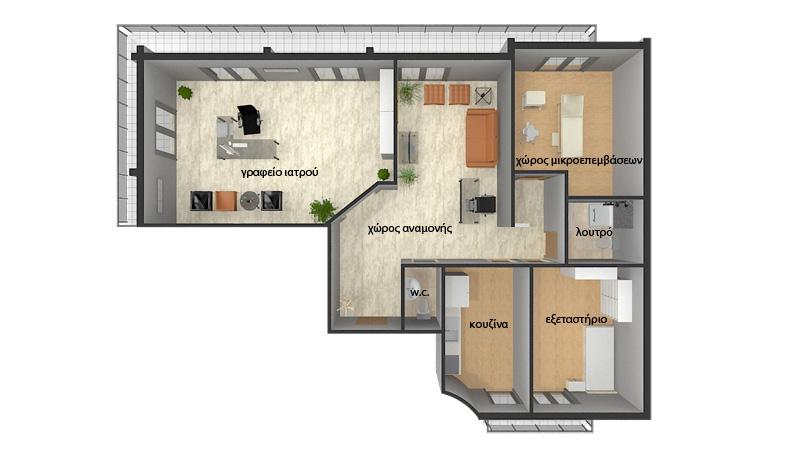 χώρος μικροεπεμβάσεων
γραφείο ιατρού
χώρος αναμονής
λουτρό
w.c.
κουζίνα
εξεταστήριο